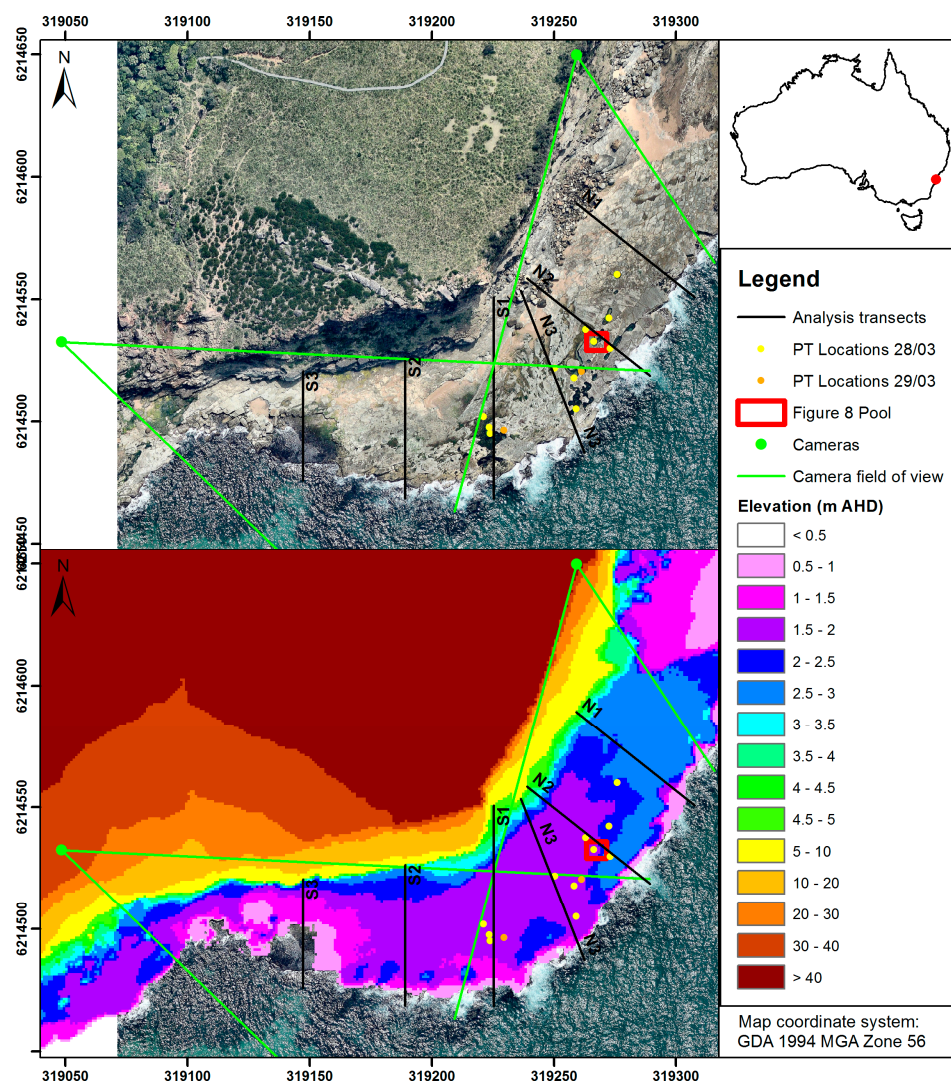 319050 319100 319150 319200 319250 319300
6214650
N
6214600
6214550
6214500
6214450
N1
N2
N3
N3
S1
S2
S3
N
6214600
6214550
6214500
N1
N2
N3
N3
S1
S2
S3
319050 319100 319150 319200 319250 319300
Legend
Analysis transects
PT Locations 28/03
PT Locations 29/03
Figure 8 Pool
Cameras
Camera field of view
Elevation (m AHD)
< 0.5
0.5 - 1
1 - 1.5
1.5 - 2
2 - 2.5
2.5 - 3
3 - 3.5
3.5 - 4
4 - 4.5
4.5 - 5
5 - 10
10 - 20
20 - 30
30 - 40
> 40
Map coordinate system:
GDA 1994 MGA Zone 56